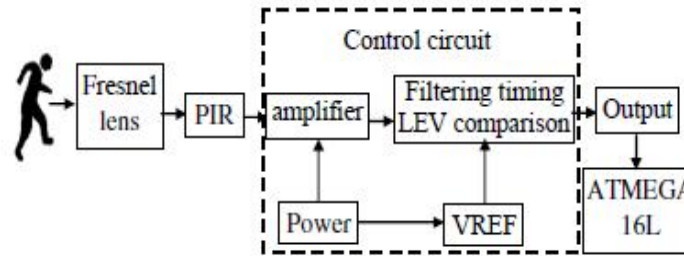 Control circuit
Fresnel
lens
PIR
amplifier
Filtering timing
LEV comparison
Output
Power
VREF
ATMEGA
16L